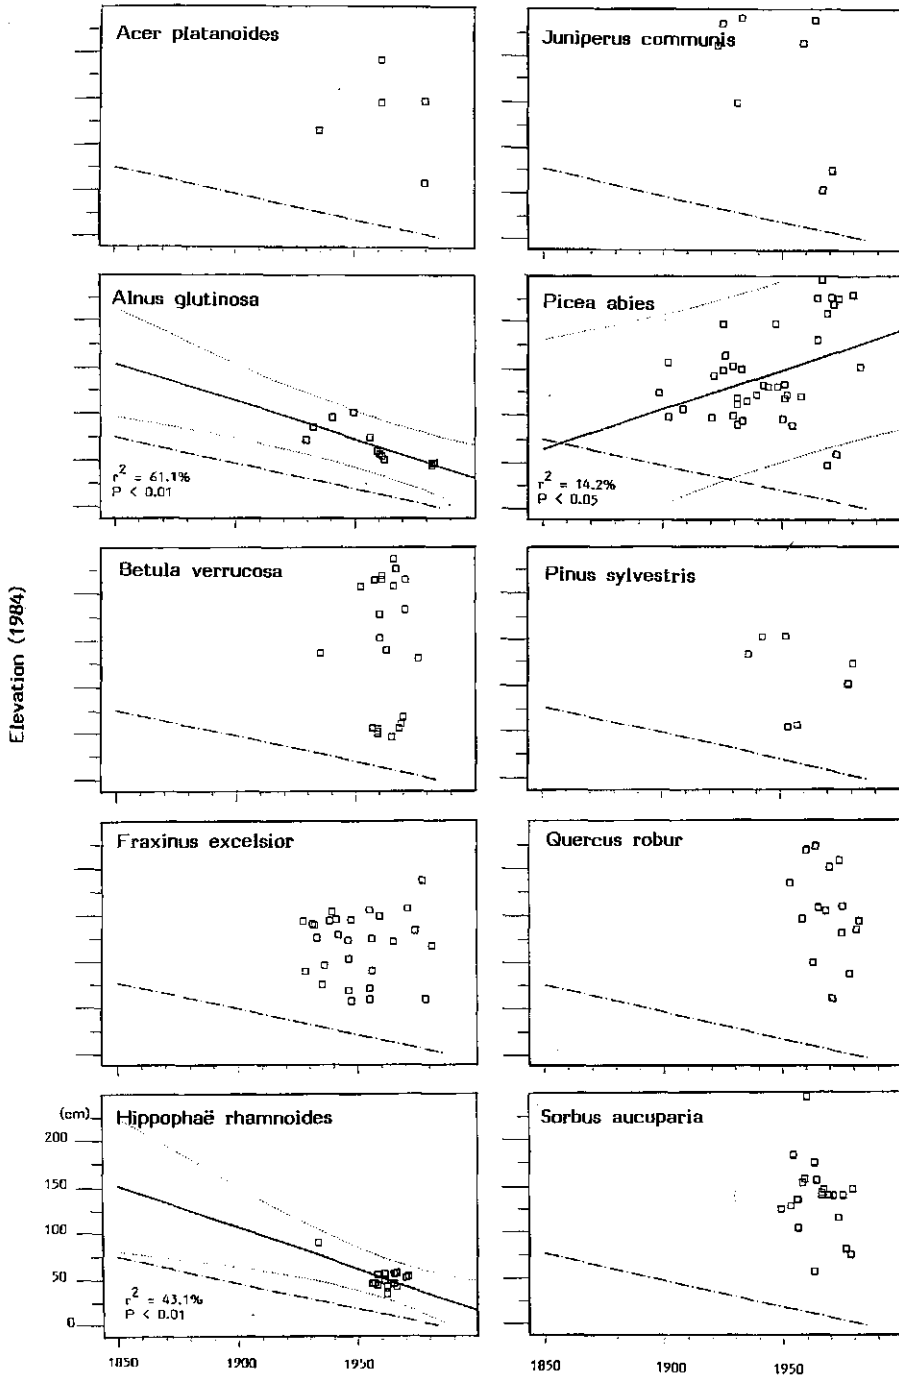 Acer platanoides
Juniperus communis
Alnus glutinosa
r² = 61.1%
P < 0.01
Picea abies
r² = 14.2%
P < 0.05
Betula verrucosa
Pinus sylvestris
Elevation (1984)
Fraxinus excelsior
Quercus robur
Hippophaë rhamnoides
(cm)
200
150
100
50
0
r² = 43.1%
P < 0.01
Sorbus aucuparia
1850 1900 1950
1850 1900 1950